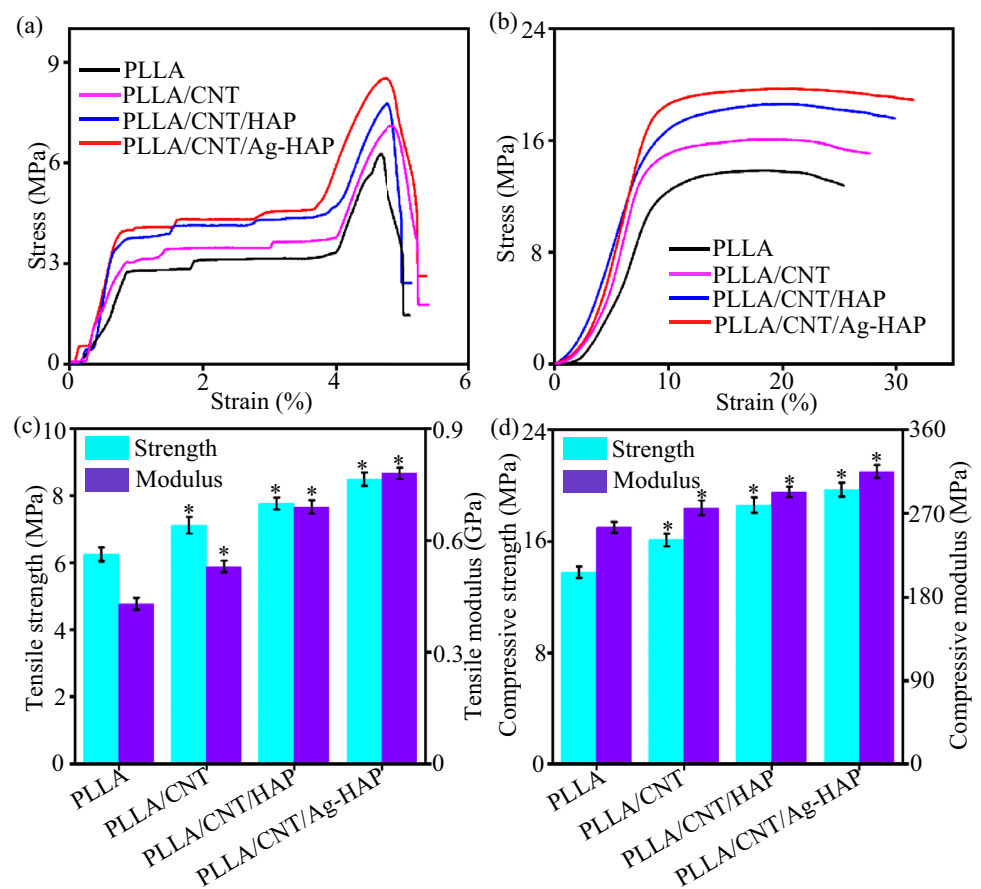 (a)
9
6
3
0
Stress (MPa)
PLLA
PLLA/CNT
PLLA/CNT/HAP
PLLA/CNT/Ag-HAP
0
2
4
6
Strain (%)
(b)
24
16
8
0
Stress (MPa)
PLLA
PLLA/CNT
PLLA/CNT/HAP
PLLA/CNT/Ag-HAP
0
10
20
30
Strain (%)
(c)
10
8
6
4
2
0
Tensile strength (MPa)
Strength
Modulus
*
*
*
*
*
*
0.9
0.6
0.3
0
Tensile modulus (GPa)
PLLA
PLLA/CNT
PLLA/CNT/HAP
PLLA/CNT/Ag-HAP
(d)
24
16
8
0
Compressive strength (MPa)
Strength
Modulus
*
*
*
*
*
*
360
270
180
90
0
Compressive modulus (MPa)
PLLA
PLLA/CNT
PLLA/CNT/HAP
PLLA/CNT/Ag-HAP